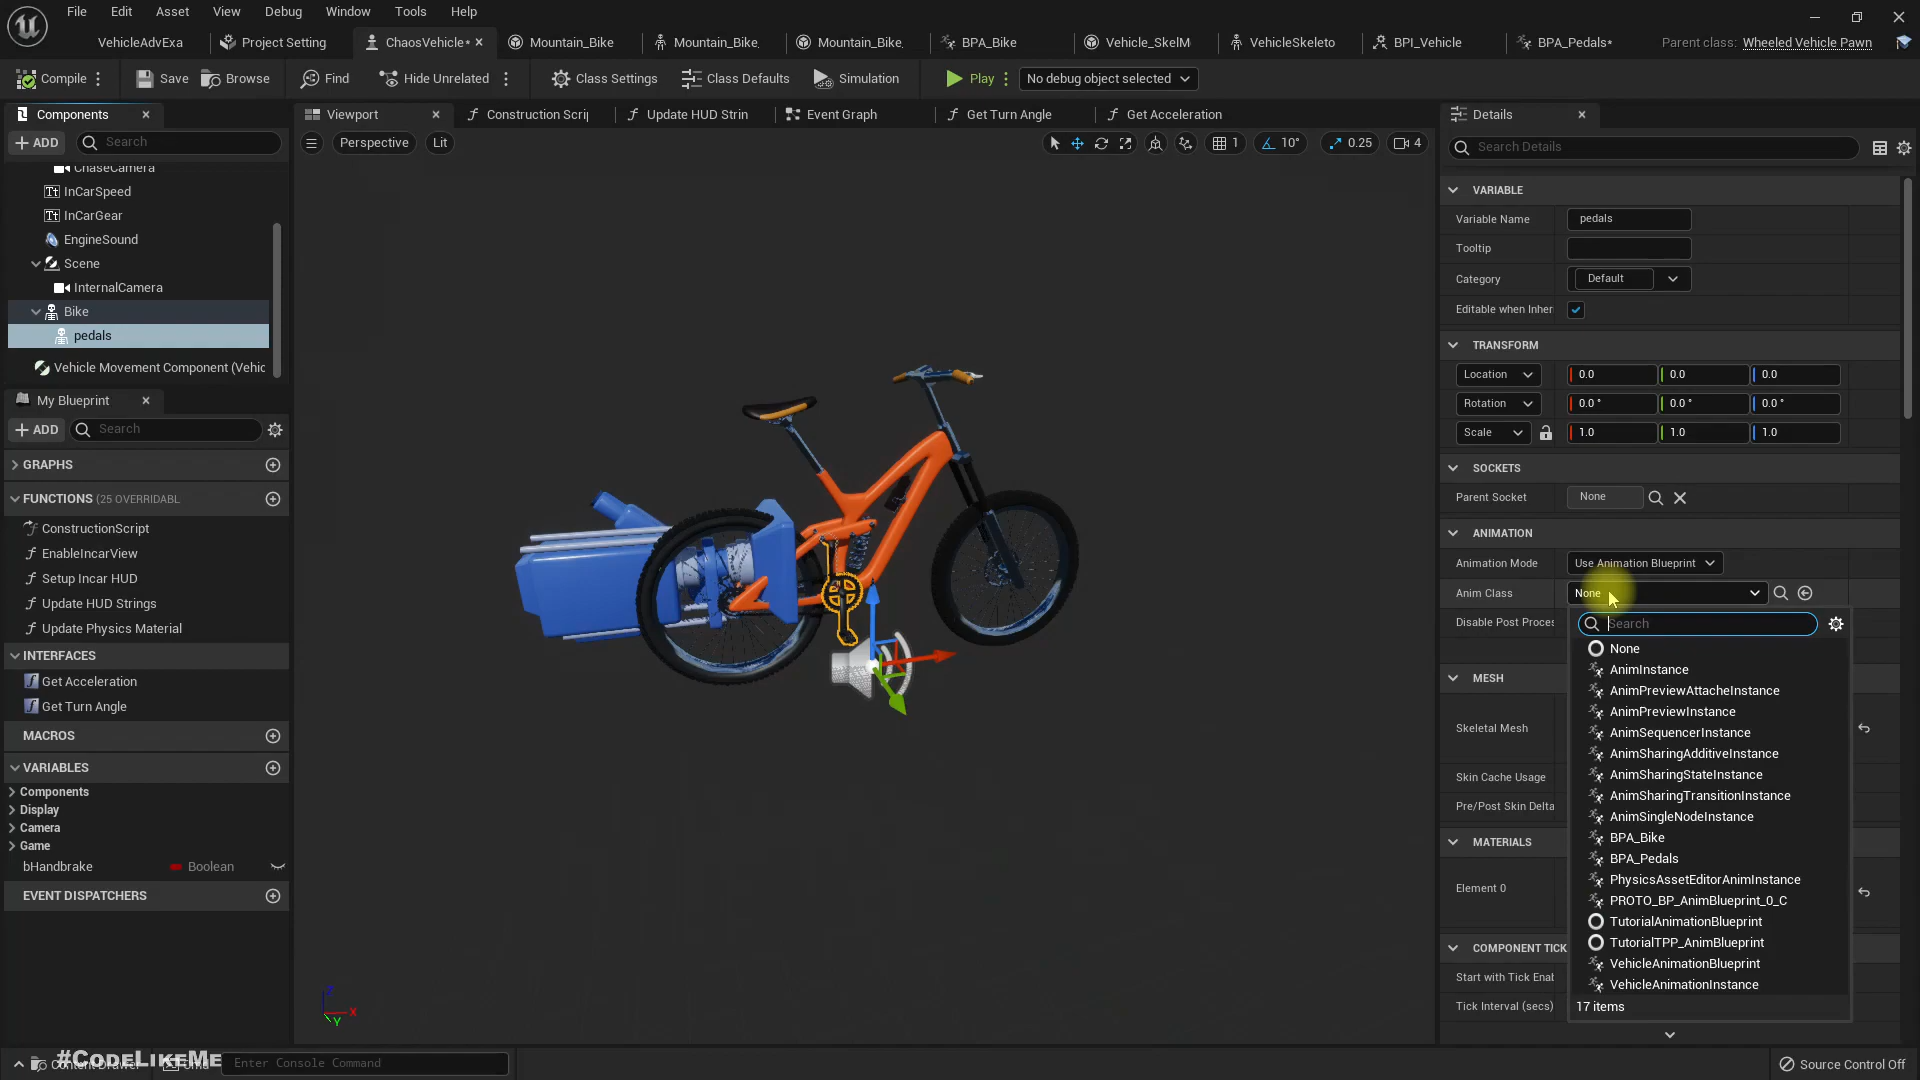 File Edit Asset View Debug Window Tools Help
VehicleAdvExa Project Setting ChaosVehicle* Mountain_Bike Mountain_Bike. Mountain_Bike. BPA_Bike Vehicle_SkelM VehicleSkeleto BPI_Vehicle BPA_Pedals* Parent class: Wheeled Vehicle Pawn
Compile Save Browse Find Hide Unrelated Class Settings Class Defaults Simulation Play No debug object selected
Components
Viewport Construction Scrip Update HUD Strin Event Graph Get Turn Angle Get Acceleration
Details
ADD Search
Perspective Lit 1 10° 0.25 4
Search Details
ChaseCamera
InCarSpeed
InCarGear
EngineSound
Scene
InternalCamera
Bike
pedals
Vehicle Movement Component (Vehic
My Blueprint
ADD Search
GRAPHS
FUNCTIONS (25 OVERRIDABL
ConstructionScript
EnableIncarView
Setup Incar HUD
Update HUD Strings
Update Physics Material
INTERFACES
Get Acceleration
Get Turn Angle
MACROS
VARIABLES
Components
Display
Camera
Game
bHandbrake Boolean
EVENT DISPATCHERS
Z X Y
VARIABLE
Variable Name pedals
Tooltip
Category Default
Editable when Inher
TRANSFORM
Location 0.0 0.0 0.0
Rotation 0.0 ° 0.0 ° 0.0 °
Scale 1.0 1.0 1.0
SOCKETS
Parent Socket None
ANIMATION
Animation Mode Use Animation Blueprint
Anim Class None
Disable Post Proces
Search
None
AnimInstance
AnimPreviewAttacheInstance
AnimPreviewInstance
AnimSequencerInstance
AnimSharingAdditiveInstance
AnimSharingStateInstance
AnimSharingTransitionInstance
AnimSingleNodeInstance
BPA_Bike
BPA_Pedals
PhysicsAssetEditorAnimInstance
PROTO_BP_AnimBlueprint_0_C
TutorialAnimationBlueprint
TutorialTPP_AnimBlueprint
VehicleAnimationBlueprint
VehicleAnimationInstance
17 items
MESH
Skeletal Mesh
Skin Cache Usage
Pre/Post Skin Delta
MATERIALS
Element 0
COMPONENT TICK
Start with Tick Enab
Tick Interval (secs)
#CODELIKEME
Enter Console Command
Source Control Off